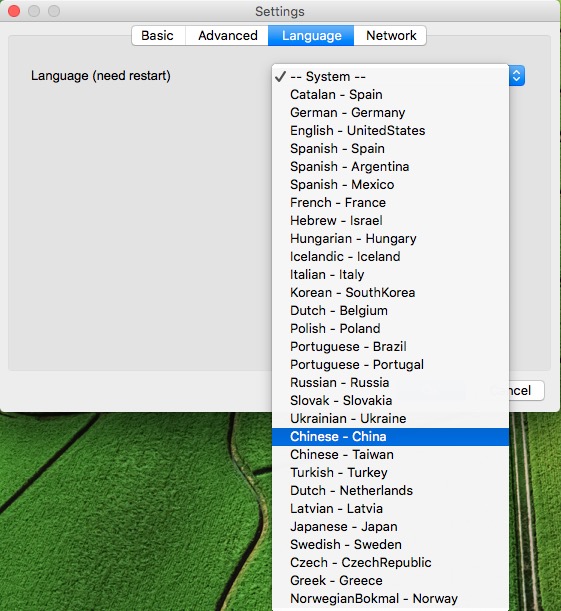 Settings
Basic Advanced Language Network
Language (need restart)
✓ -- System --
Catalan - Spain
German - Germany
English - UnitedStates
Spanish - Spain
Spanish - Argentina
Spanish - Mexico
French - France
Hebrew - Israel
Hungarian - Hungary
Icelandic - Iceland
Italian - Italy
Korean - SouthKorea
Dutch - Belgium
Polish - Poland
Portuguese - Brazil
Portuguese - Portugal
Russian - Russia
Slovak - Slovakia
Ukrainian - Ukraine
Chinese - China
Chinese - Taiwan
Turkish - Turkey
Dutch - Netherlands
Latvian - Latvia
Japanese - Japan
Swedish - Sweden
Czech - CzechRepublic
Greek - Greece
NorwegianBokmal - Norway
ncel